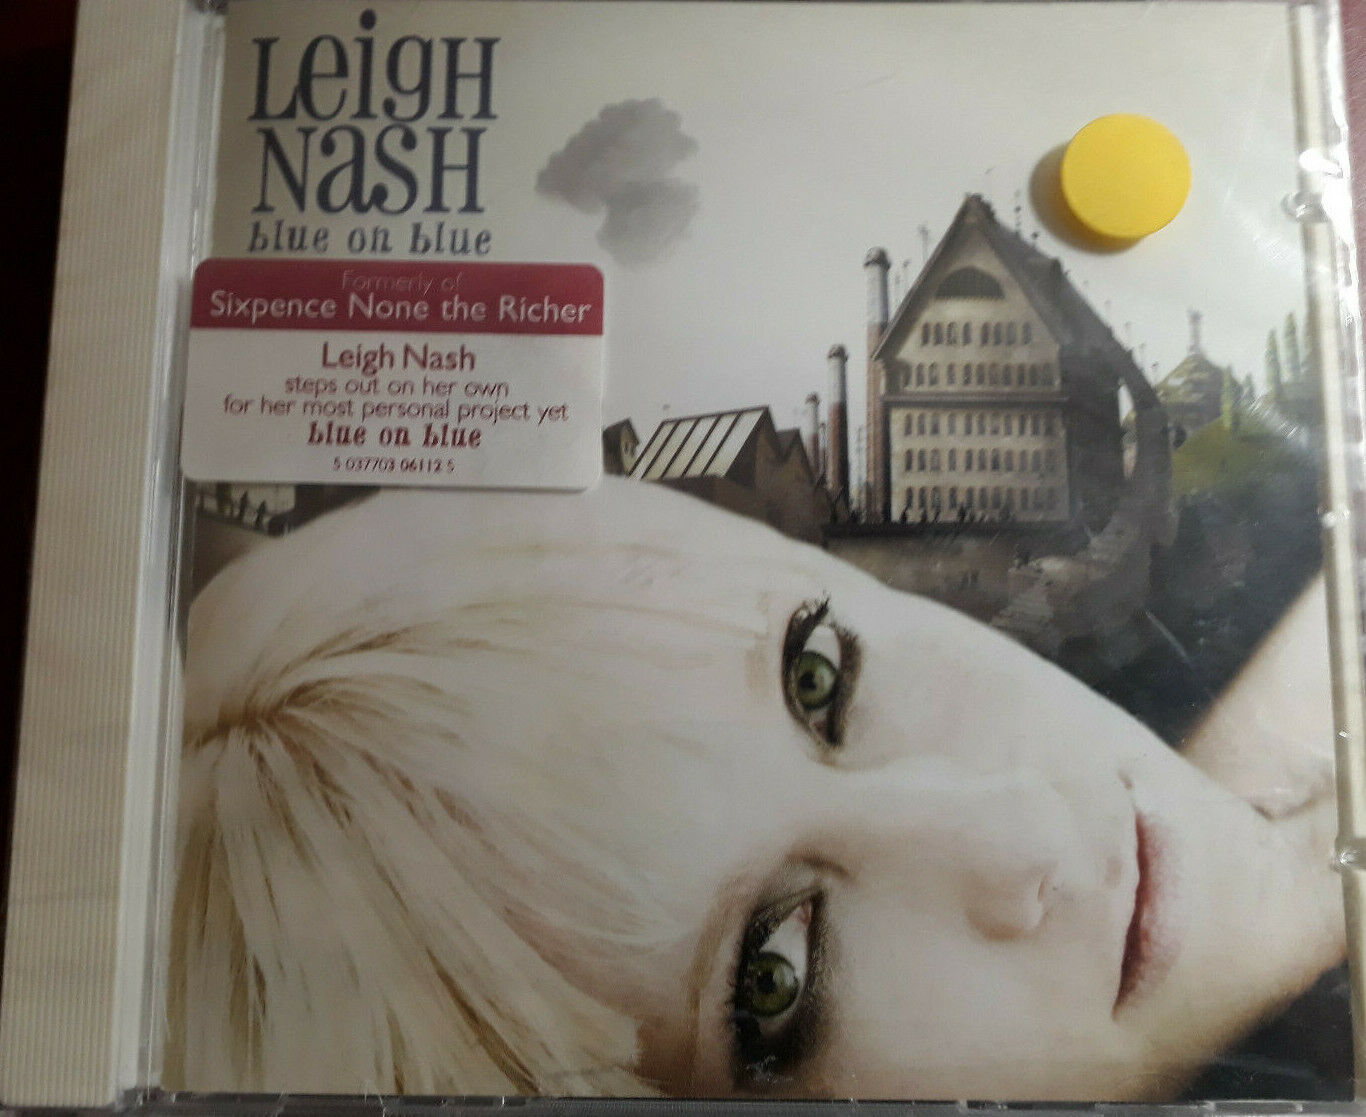 Leigh
Nash
blue on blue
Formerly of
Sixpence None the Richer
Leigh Nash
steps out on her own
for her most personal project yet
blue on blue
5 037703 06112 5